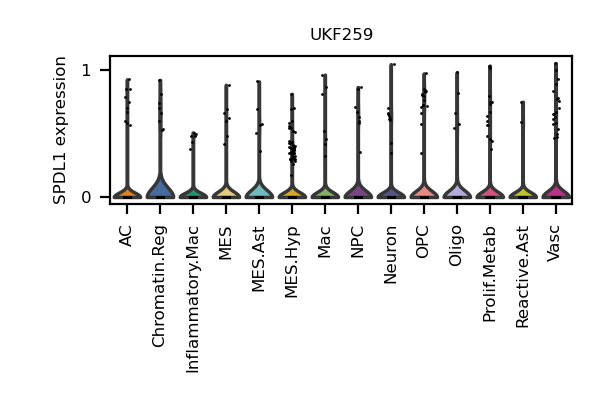 UKF259
SPDL1 expression
1
0
AC
Chromatin.Reg
Inflammatory.Mac
MES
MES.Ast
MES.Hyp
Mac
NPC
Neuron
OPC
Oligo
Prolif.Metab
Reactive.Ast
Vasc